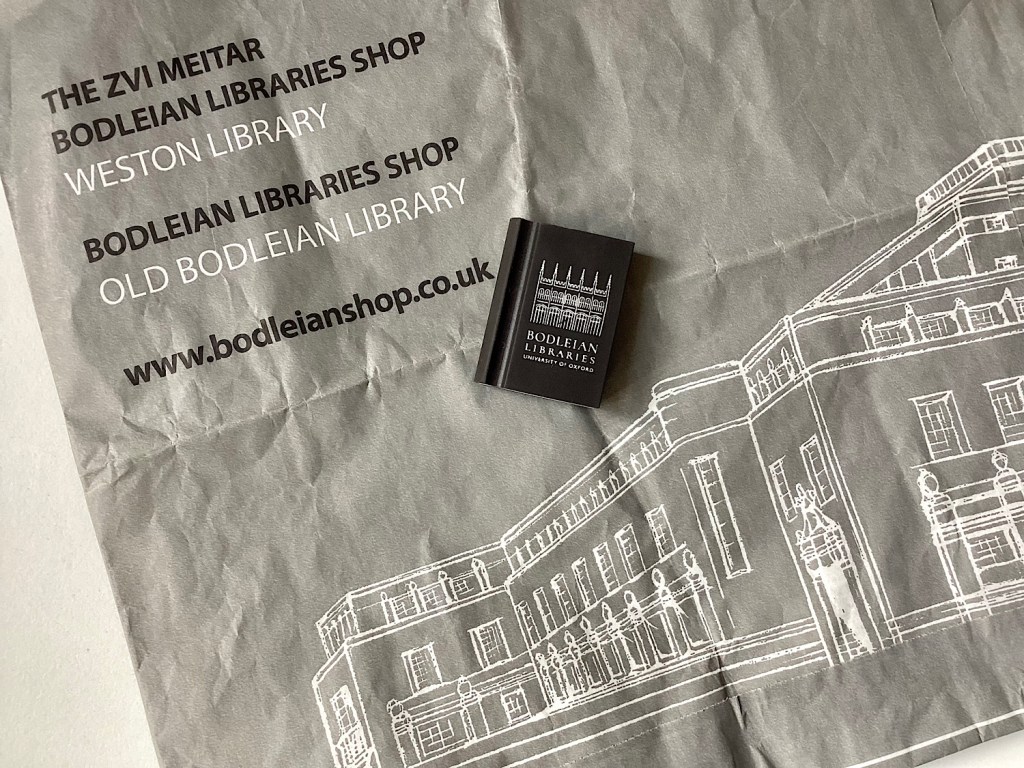 THE ZVI MEITAR
BODLEIAN LIBRARIES SHOP
WESTON LIBRARY
BODLEIAN LIBRARIES SHOP
OLD BODLEIAN LIBRARY
www.bodleianshop.co.uk
BODLEIAN
LIBRARIES
UNIVERSITY OF OXFORD